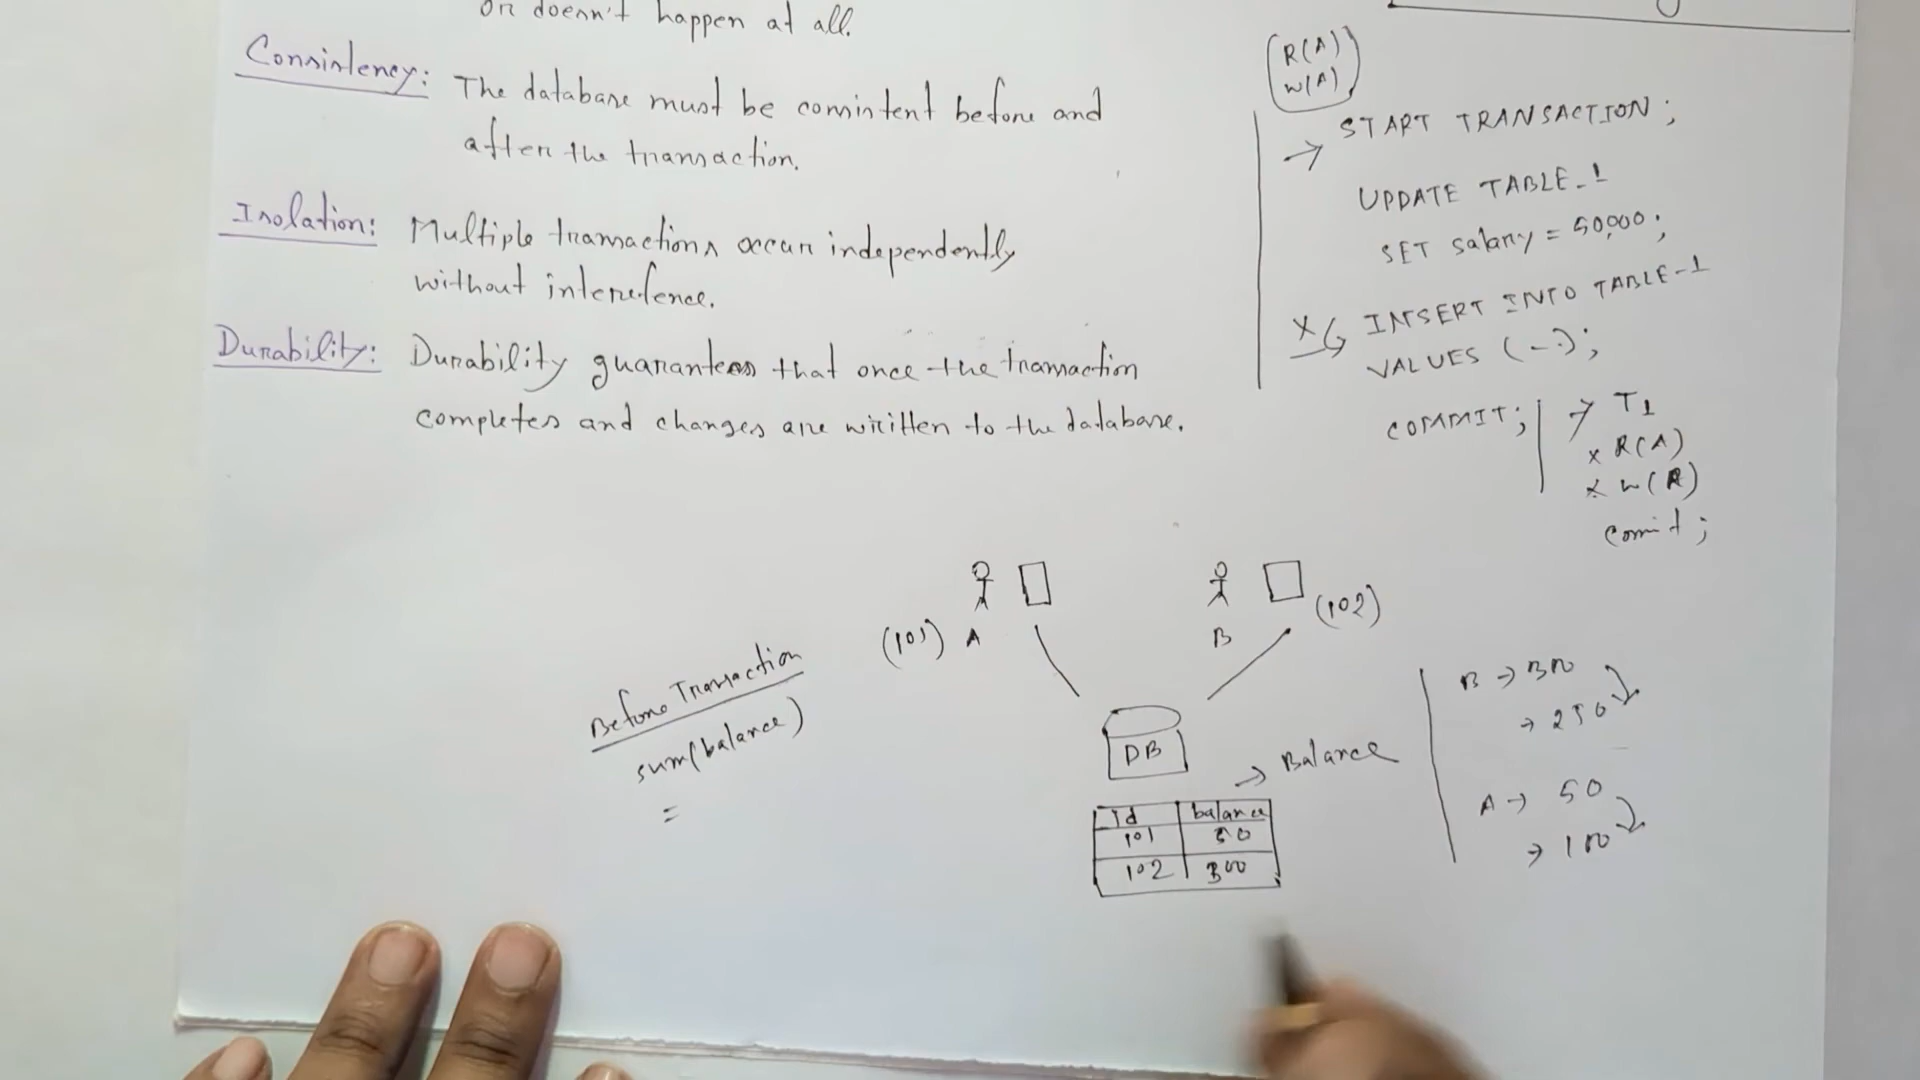 or doesn't happen at all.
Consistency: The database must be consistent before and
after the transaction.
Isolation: Multiple transactions occur independently
without interefence.
Durability: Durability guarantees that once the transaction
completes and changes are written to the database.
R(A)
W(A)
→ START TRANSACTION;
UPDATE TABLE-1
SET salary = 50,000;
X INSERT INTO TABLE-1
VALUES (-·);
COMMIT;
→ T1
x R(A)
x W(A)
Comit;
(101) A
B (102)
Before Transaction
sum(balance)
=
DB
→ Balance
Id balance
101 50
102 300
B → 300
→ 250
A → 50
→ 100